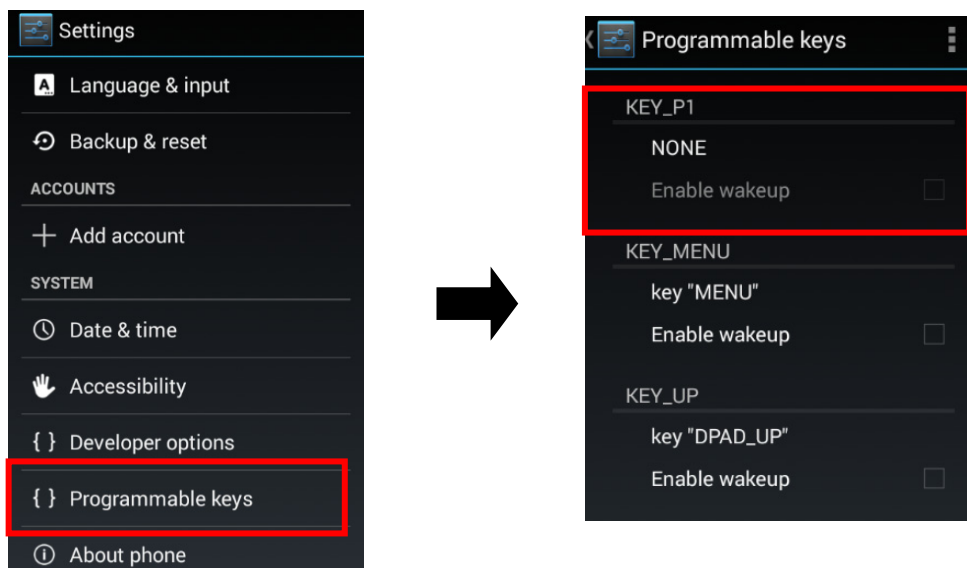 Settings
Language & input
Backup & reset
ACCOUNTS
Add account
SYSTEM
Date & time
Accessibility
{ } Developer options
{ } Programmable keys
About phone
Programmable keys
KEY_P1
NONE
Enable wakeup
KEY_MENU
key "MENU"
Enable wakeup
KEY_UP
key "DPAD_UP"
Enable wakeup